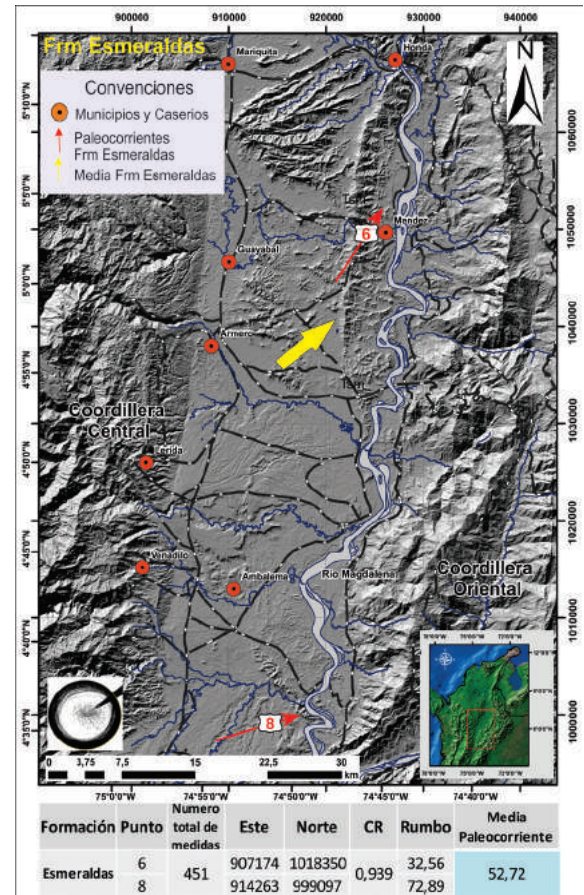 900000 910000 920000 930000 940000
Frm Esmeraldas
Convenciones
Municipios y Caserios
Paleocorrientes
Frm Esmeraldas
Media Frm Esmeraldas
N
Mariquita
Honda
5°10'0"N
1060000
5°5'0"N
6
Mendez
1050000
Guayabal
5°0'0"N
1040000
Armero
4°55'0"N
1030000
Coordillera
Central
Lerida
4°50'0"N
1020000
4°45'0"N
Venadilo
Ambalema
Rio Magdalena
Coordillera
Oriental
1010000
4°40'0"N
8
4°35'0"N
1000000
0 3,75 7,5 15 22,5 30
km
75°0'0"W 74°55'0"W 74°50'0"W 74°45'0"W 74°40'0"W
Formación Punto Numero total de medidas Este Norte CR Rumbo Media Paleocorriente
Esmeraldas 451 0,939 52,72
6 907174 1018350 32,56
8 914263 999097 72,89